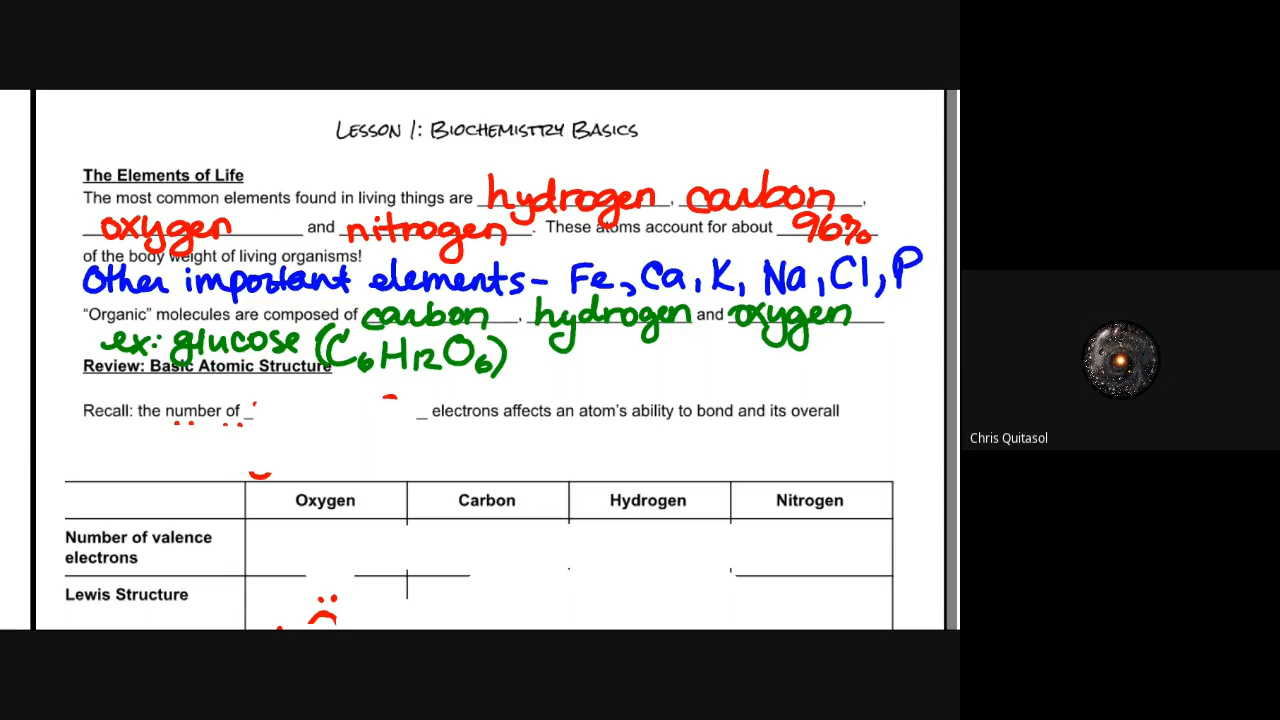 LESSON 1: BIOCHEMISTRY BASICS
The Elements of Life
The most common elements found in living things are hydrogen, carbon,
oxygen and nitrogen. These atoms account for about 96%
of the body weight of living organisms!
Other important elements - Fe, Ca, K, Na, Cl, P
"Organic" molecules are composed of carbon, hydrogen and oxygen
ex: glucose (C6H12O6)
Review: Basic Atomic Structure
Recall: the number of _ _ electrons affects an atom's ability to bond and its overall
Oxygen Carbon Hydrogen Nitrogen
Number of valence
electrons
Lewis Structure
Chris Quitasol